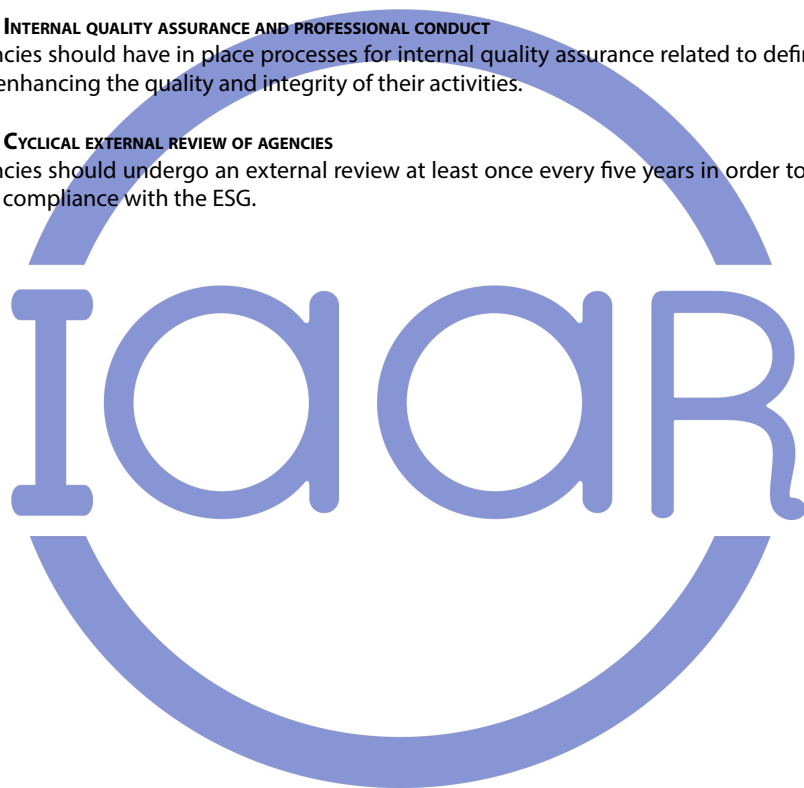 INTERNAL QUALITY ASSURANCE AND PROFESSIONAL CONDUCT
ncies should have in place processes for internal quality assurance related to defi
enhancing the quality and integrity of their activities.
CYCLICAL EXTERNAL REVIEW OF AGENCIES
ncies should undergo an external review at least once every five years in order to
compliance with the ESG.
IaaR